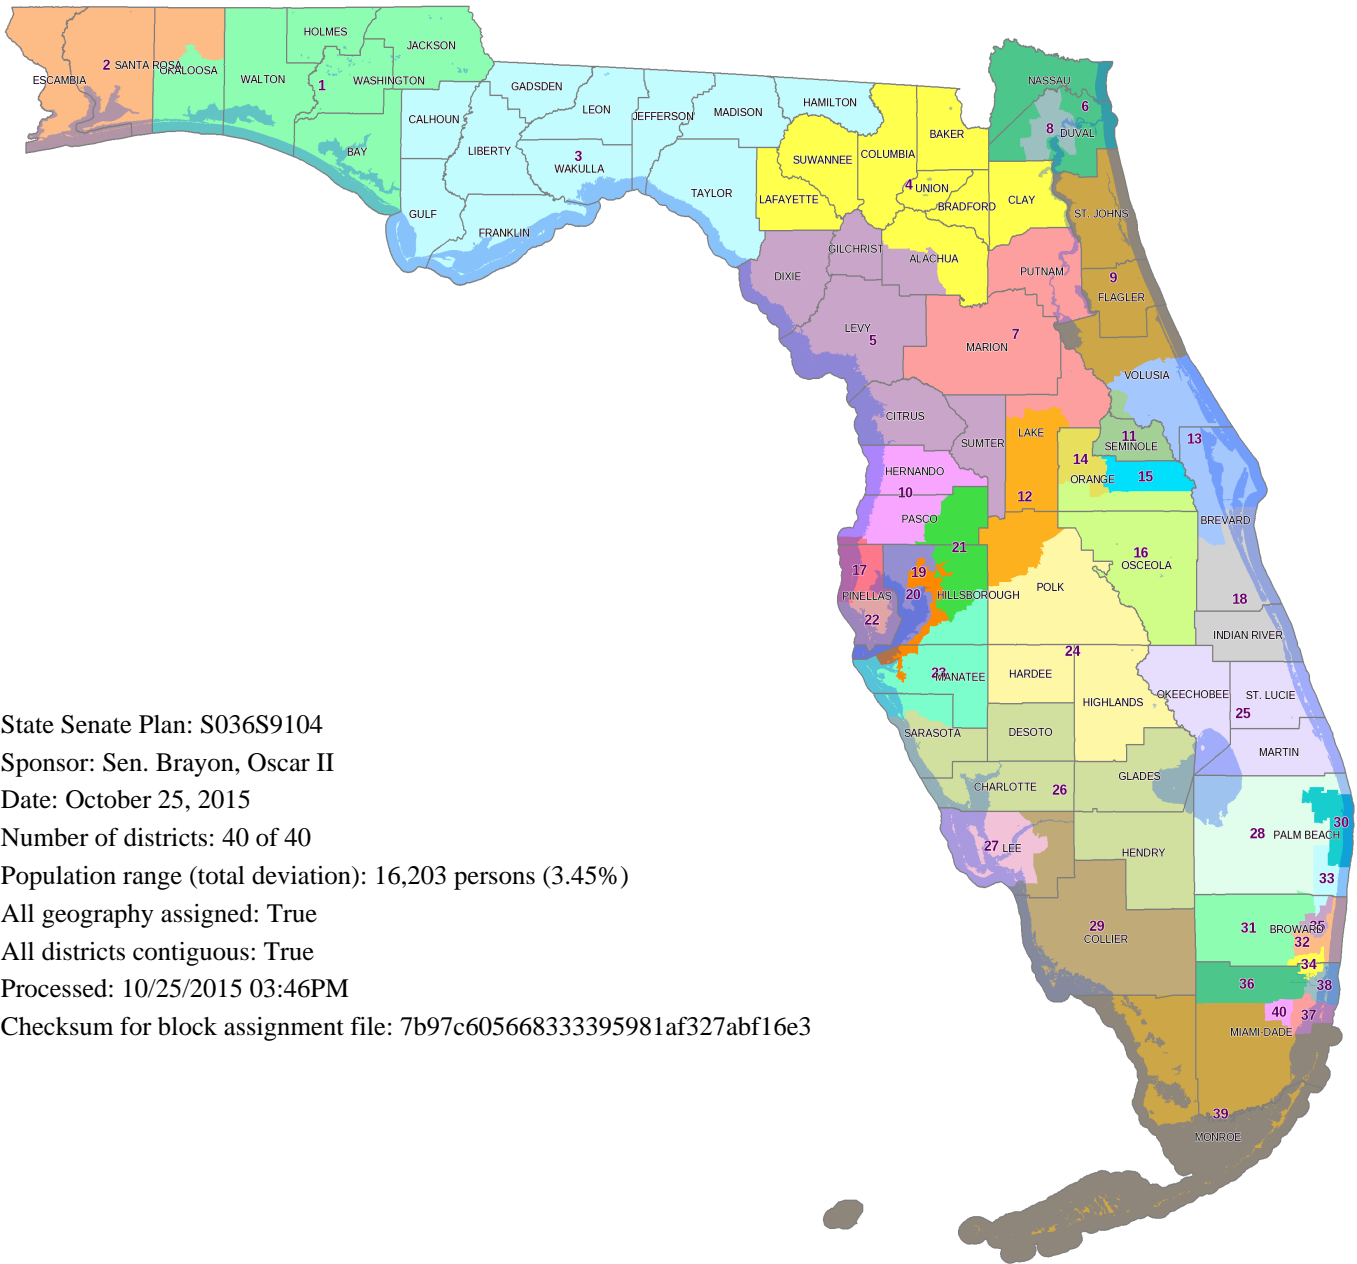 HOLMES
JACKSON
2 SANTA ROSA
OKALOOSA
ESCAMBIA
WALTON
1
WASHINGTON
BAY
GADSDEN
CALHOUN
LEON
JEFFERSON
MADISON
HAMILTON
LIBERTY
3
WAKULLA
TAYLOR
GULF
FRANKLIN
NASSAU
6
8
DUVAL
BAKER
COLUMBIA
SUWANNEE
4 UNION
LAFAYETTE
BRADFORD
CLAY
ST. JOHNS
GILCHRIST
ALACHUA
DIXIE
PUTNAM
9
FLAGLER
LEVY
5
7
MARION
VOLUSIA
CITRUS
SUMTER
LAKE
11
SEMINOLE
13
14
ORANGE
15
HERNANDO
10
12
PASCO
BREVARD
21
16
OSCEOLA
17
19
20
PINELLAS
HILLSBOROUGH
POLK
18
22
INDIAN RIVER
24
23
MANATEE
HARDEE
HIGHLANDS
OKEECHOBEE
ST. LUCIE
25
SARASOTA
DESOTO
MARTIN
GLADES
CHARLOTTE
26
27 LEE
HENDRY
28
PALM BEACH
30
33
29
COLLIER
31
BROWARD
35
32
34
36
38
40
37
MIAMI-DADE
39
MONROE
State Senate Plan: S036S9104
Sponsor: Sen. Brayon, Oscar II
Date: October 25, 2015
Number of districts: 40 of 40
Population range (total deviation): 16,203 persons (3.45%)
All geography assigned: True
All districts contiguous: True
Processed: 10/25/2015 03:46PM
Checksum for block assignment file: 7b97c605668333395981af327abf16e3